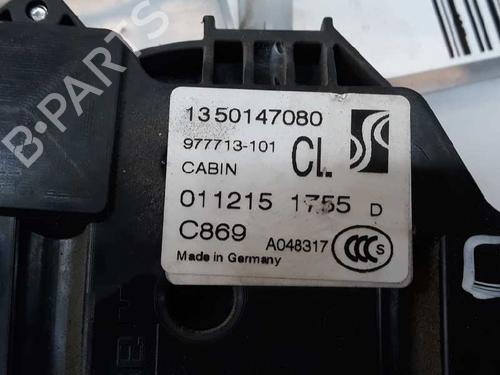 B-PARTS
1350147080
977713-101 CL.
CABIN
011215 1755 D
C869 A048317
Made in Germany
CCC S